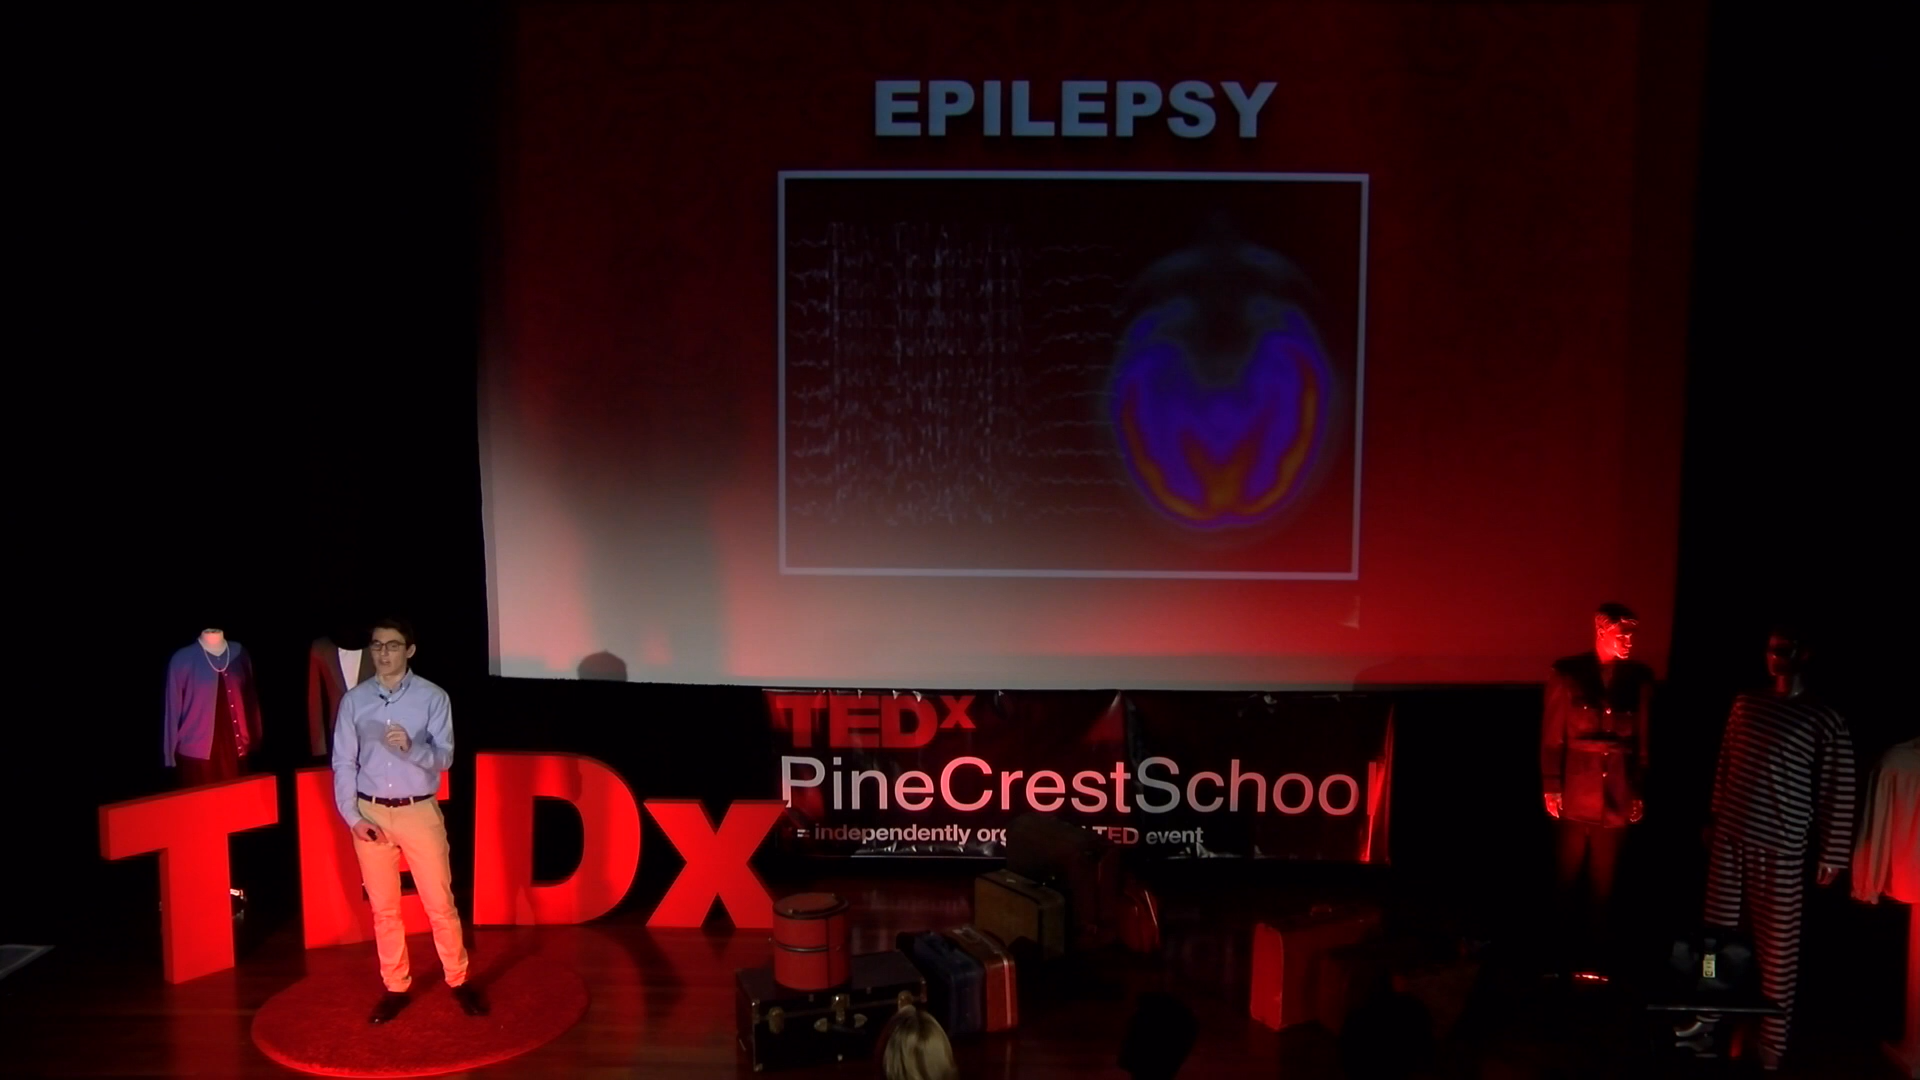 EPILEPSY
TEDx
PineCrestSchool
= independently org TED event
TEDx